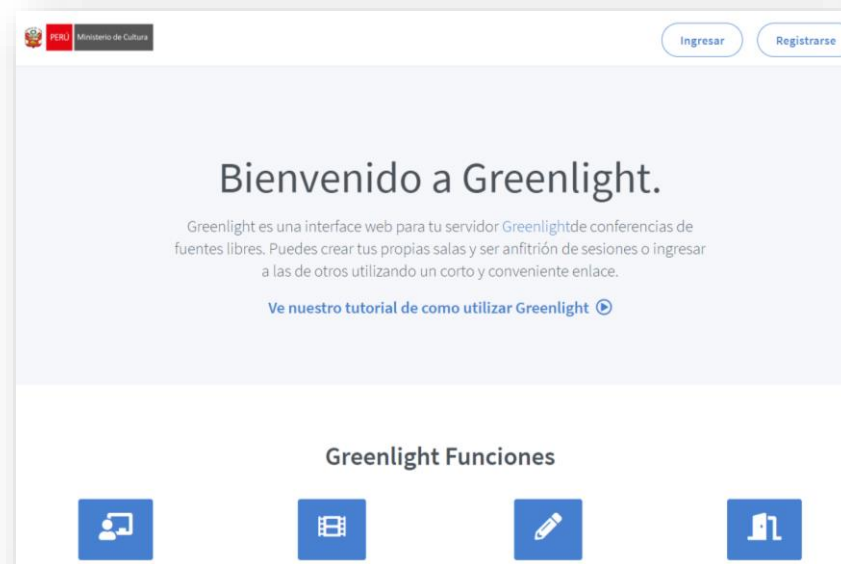 PERÚ Ministerio de Cultura
Ingresar
Registrarse
Bienvenido a Greenlight.
Greenlight es una interface web para tu servidor Greenlightde conferencias de
fuentes libres. Puedes crear tus propias salas y ser anfitrión de sesiones o ingresar
a las de otros utilizando un corto y conveniente enlace.
Ve nuestro tutorial de como utilizar Greenlight
Greenlight Funciones